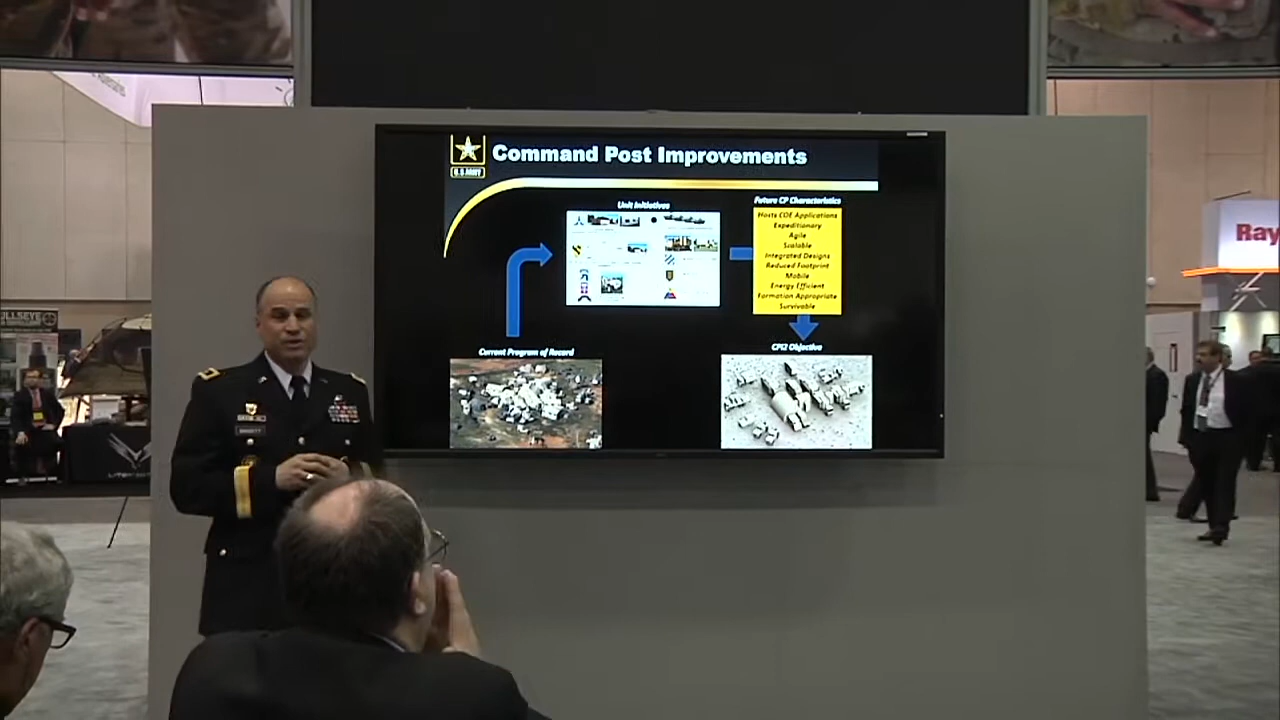 Command Post Improvements
U.S. ARMY
Unit Initiatives
Future CP Characteristics
Hosts COE Applications
Expeditionary
Agile
Scalable
Integrated Designs
Reduced Footprint
Mobile
Energy Efficient
Formation Appropriate
Survivable
Current Program of Record
CPI2 Objective
Ray